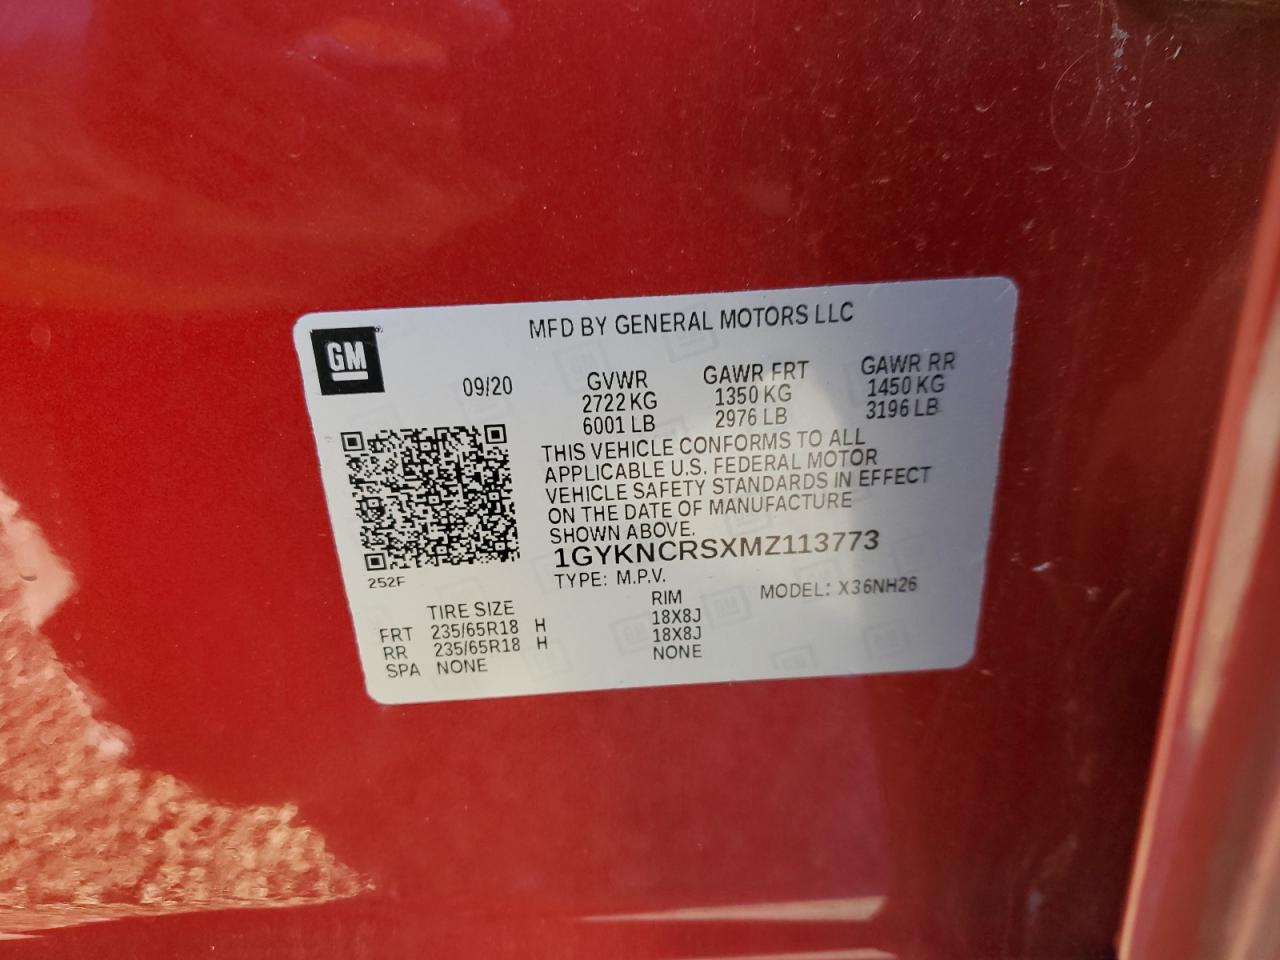 MFD BY GENERAL MOTORS LLC
GM
09/20 GVWR GAWR FRT GAWR RR
2722 KG 1350 KG 1450 KG
6001 LB 2976 LB 3196 LB
THIS VEHICLE CONFORMS TO ALL
APPLICABLE U.S. FEDERAL MOTOR
VEHICLE SAFETY STANDARDS IN EFFECT
ON THE DATE OF MANUFACTURE
SHOWN ABOVE.
1GYKNCRSXMZ113773
252F
TYPE: M.P.V. MODEL: X36NH26
TIRE SIZE RIM
FRT 235/65R18 H 18X8J
RR 235/65R18 H 18X8J
SPA NONE NONE